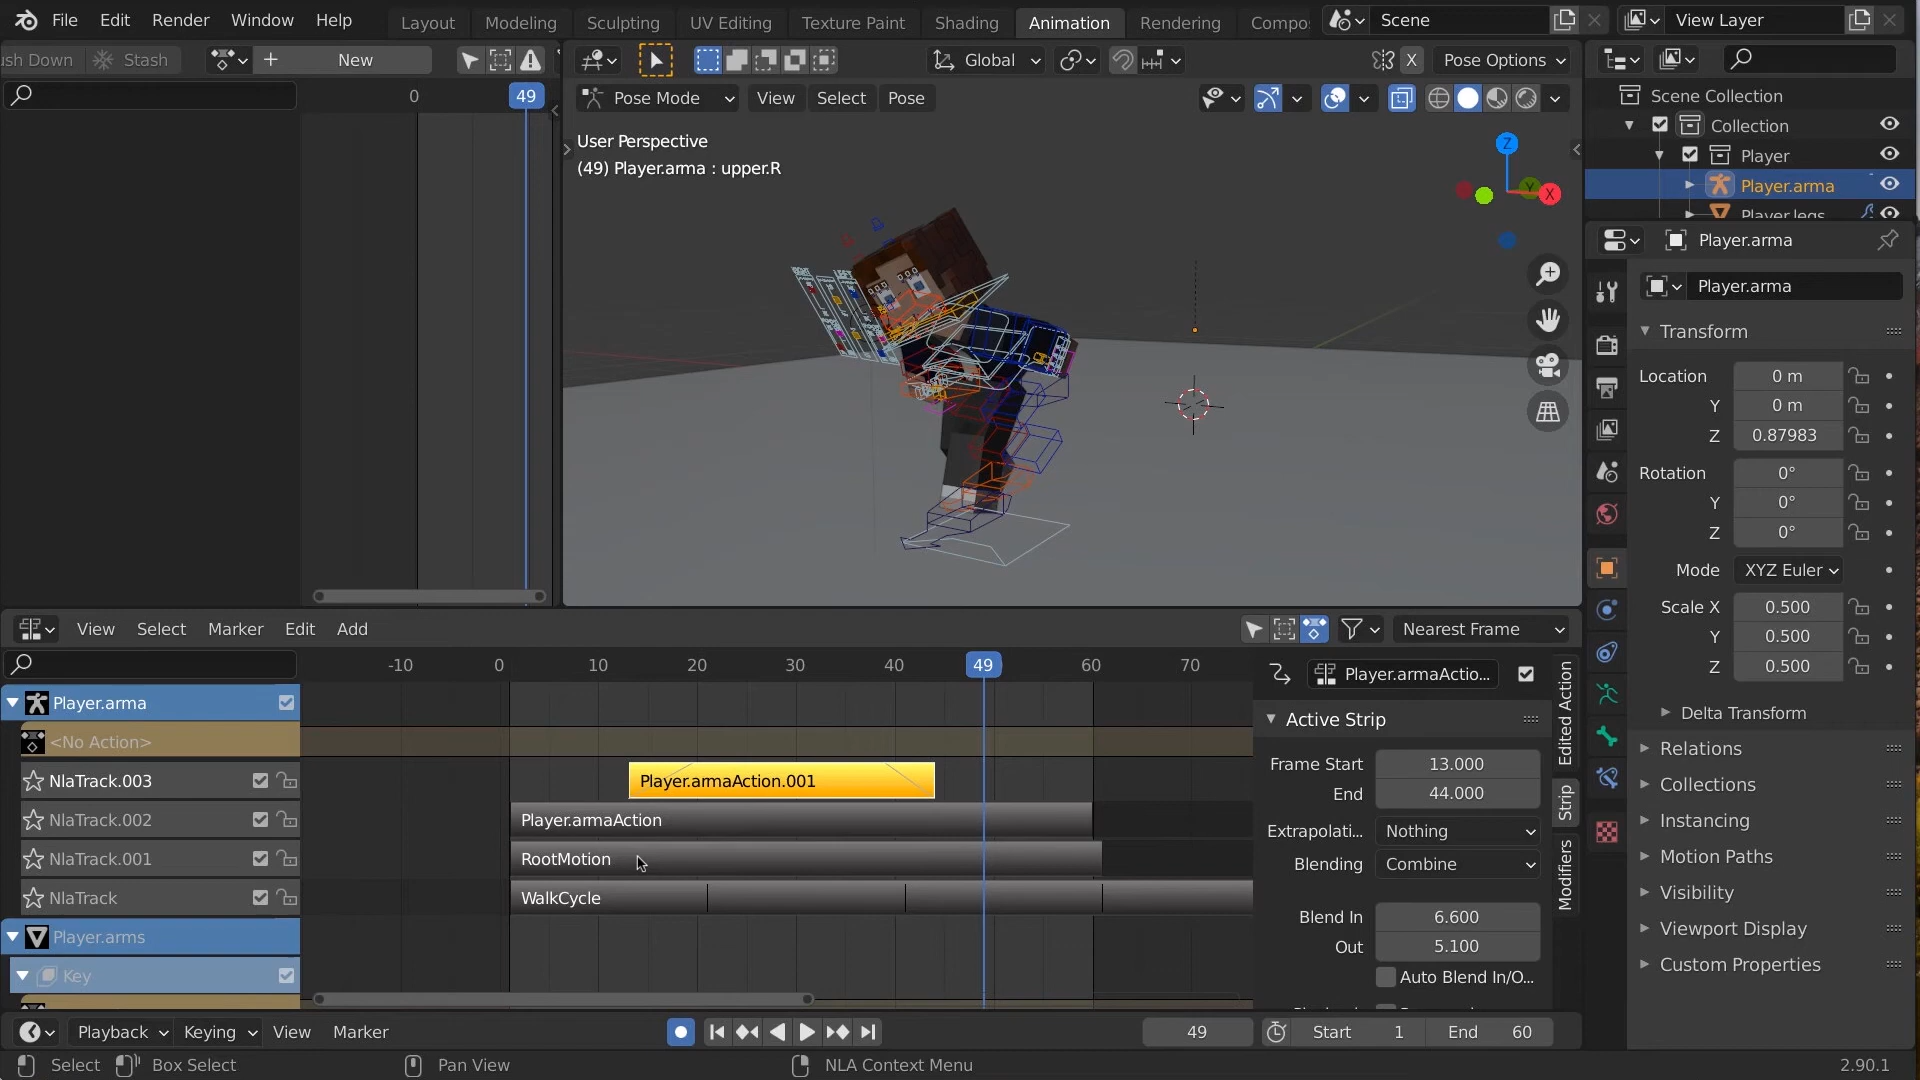 File Edit Render Window Help Layout Modeling Sculpting UV Editing Texture Paint Shading Animation Rendering Compo Scene View Layer
sh Down Stash New Global X Pose Options
0 49 Pose Mode View Select Pose
User Perspective
(49) Player.arma : upper.R
Z Y X
Scene Collection
Collection
Player
Player.arma
Player.legs
Player.arma
Player.arma
Transform
Location 0 m
Y 0 m
Z 0.87983
Rotation 0°
Y 0°
Z 0°
Mode XYZ Euler
Scale X 0.500
Y 0.500
Z 0.500
Delta Transform
Relations
Collections
Instancing
Motion Paths
Visibility
Viewport Display
Custom Properties
View Select Marker Edit Add Nearest Frame
-10 0 10 20 30 40 49 60 70
Player.arma
<No Action>
NlaTrack.003 Player.armaAction.001
NlaTrack.002 Player.armaAction
NlaTrack.001 RootMotion
NlaTrack WalkCycle
Player.arms
Key
Player.armaActio...
Active Strip
Frame Start 13.000
End 44.000
Extrapolati... Nothing
Blending Combine
Blend In 6.600
Out 5.100
Auto Blend In/O...
Edited Action
Strip
Modifiers
Playback Keying View Marker 49 Start 1 End 60
Select Box Select Pan View NLA Context Menu 2.90.1